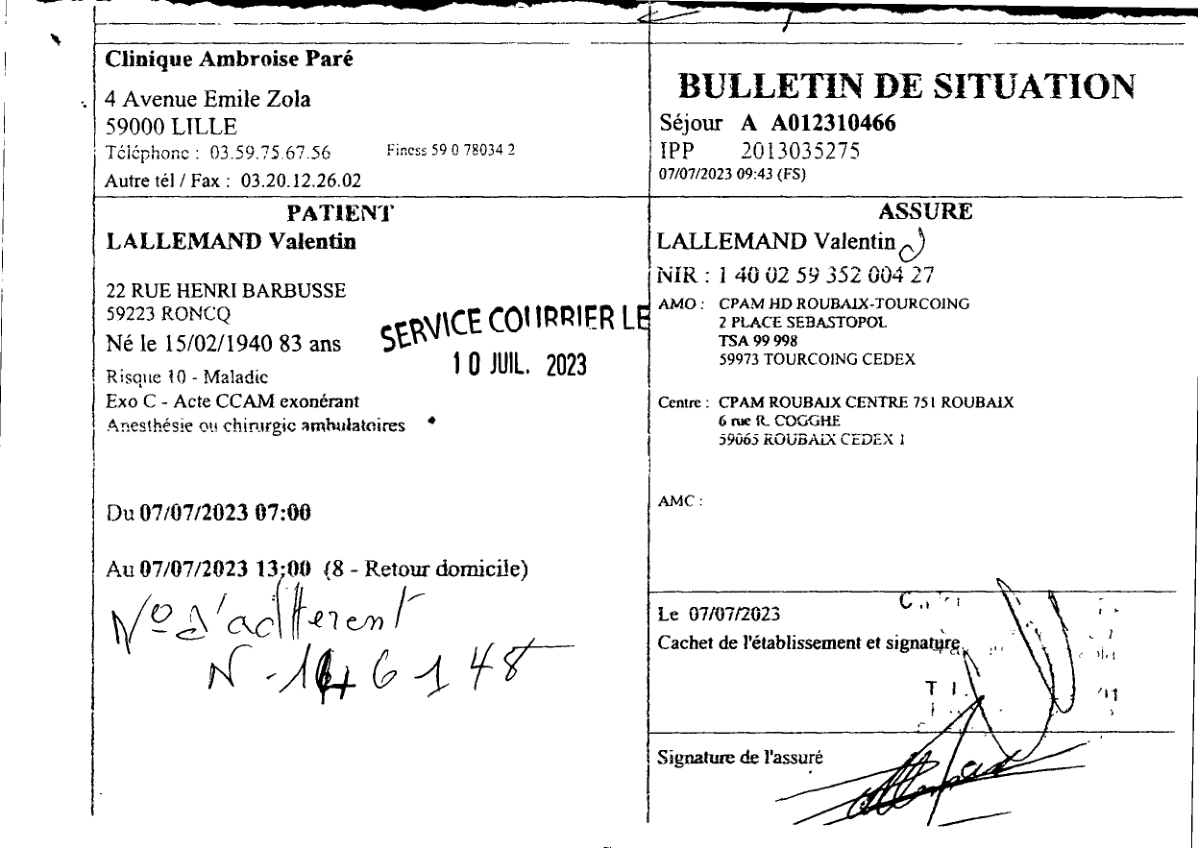 Clinique Ambroise Paré
4 Avenue Emile Zola
59000 LILLE
Téléphone : 03.59.75.67.56 Finess 59 0 78034 2
Autre tél / Fax : 03.20.12.26.02
BULLETIN DE SITUATION
Séjour A A012310466
IPP 2013035275
07/07/2023 09:43 (FS)
PATIENT
LALLEMAND Valentin
22 RUE HENRI BARBUSSE
59223 RONCQ
Né le 15/02/1940 83 ans
Risque 10 - Maladie
Exo C - Acte CCAM exonérant
Anesthésie ou chirurgie ambulatoires
SERVICE COURRIER LE
10 JUIL. 2023
Du 07/07/2023 07:00
Au 07/07/2023 13:00 (8 - Retour domicile)
N° d'adherent
ASSURE
LALLEMAND Valentin
NIR : 1 40 02 59 352 004 27
AMO : CPAM HD ROUBAIX-TOURCOING
2 PLACE SEBASTOPOL
TSA 99 998
59973 TOURCOING CEDEX
Centre : CPAM ROUBAIX CENTRE 751 ROUBAIX
6 rue R. COGGHE
59065 ROUBAIX CEDEX 1
AMC :
Le 07/07/2023
Cachet de l'établissement et signature
Signature de l'assuré